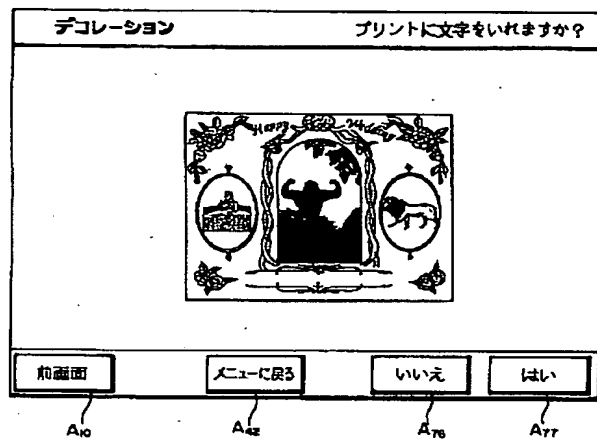 デコレーション プリントに文字をいれますか?
Happy Wedding
前画面 メニューに戻る いいえ はい
A10 A42 A76 A77